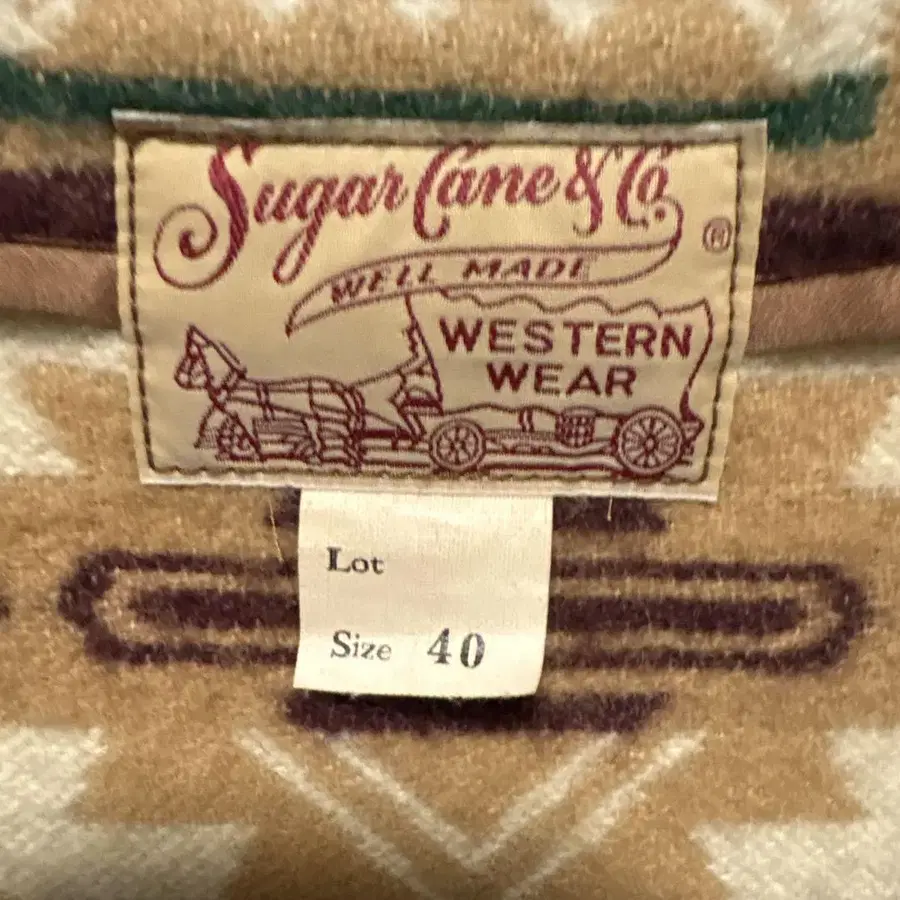 Sugar Cane & Co.
®
WELL MADE
WESTERN
WEAR
Lot
Size 40